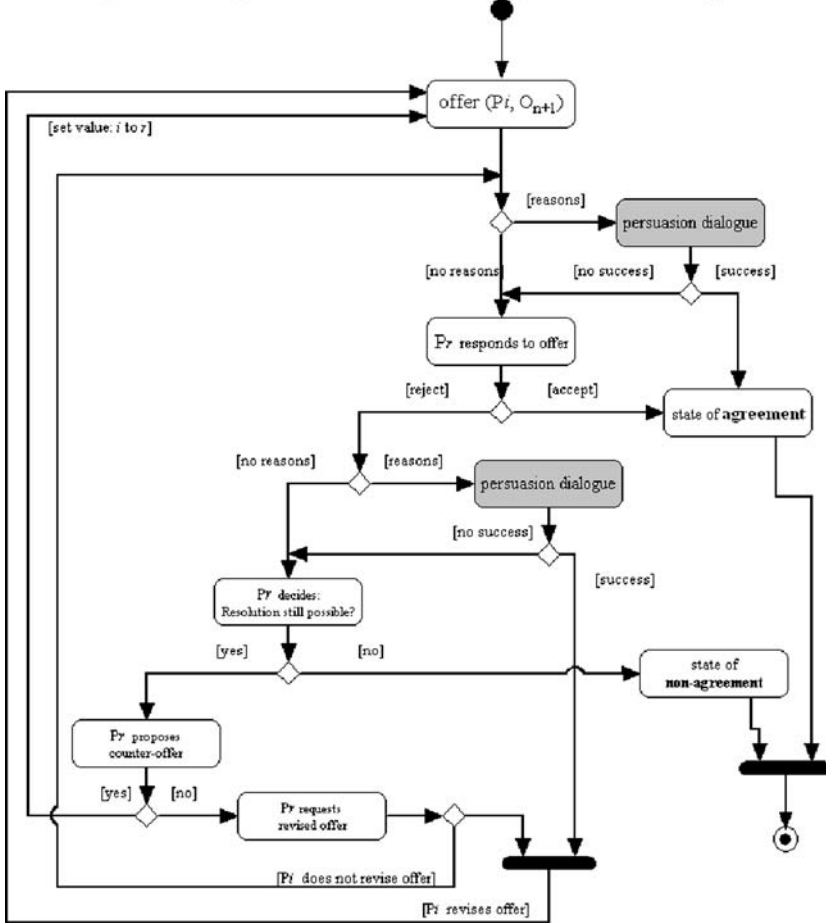 offer (Pi, On+1)
[set value: i to r]
[reasons]
persuasion dialogue
[no reasons]
[no success]
[success]
Pr responds to offer
[reject]
[accept]
state of agreement
[no reasons]
[reasons]
persuasion dialogue
[no success]
[success]
Pr decides:
Resolution still possible?
[yes]
[no]
state of
non-agreement
Pr proposes
counter-offer
[yes]
[no]
Pr requests
revised offer
[Pi does not revise offer]
[Pi revises offer]